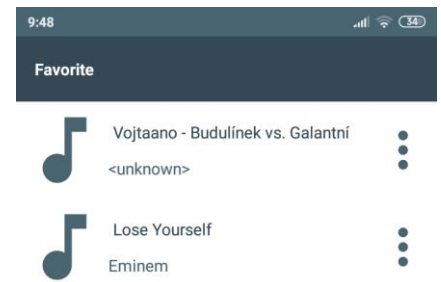 9:48
34
Favorite
Vojtaano - Budulínek vs. Galantní
<unknown>
Lose Yourself
Eminem